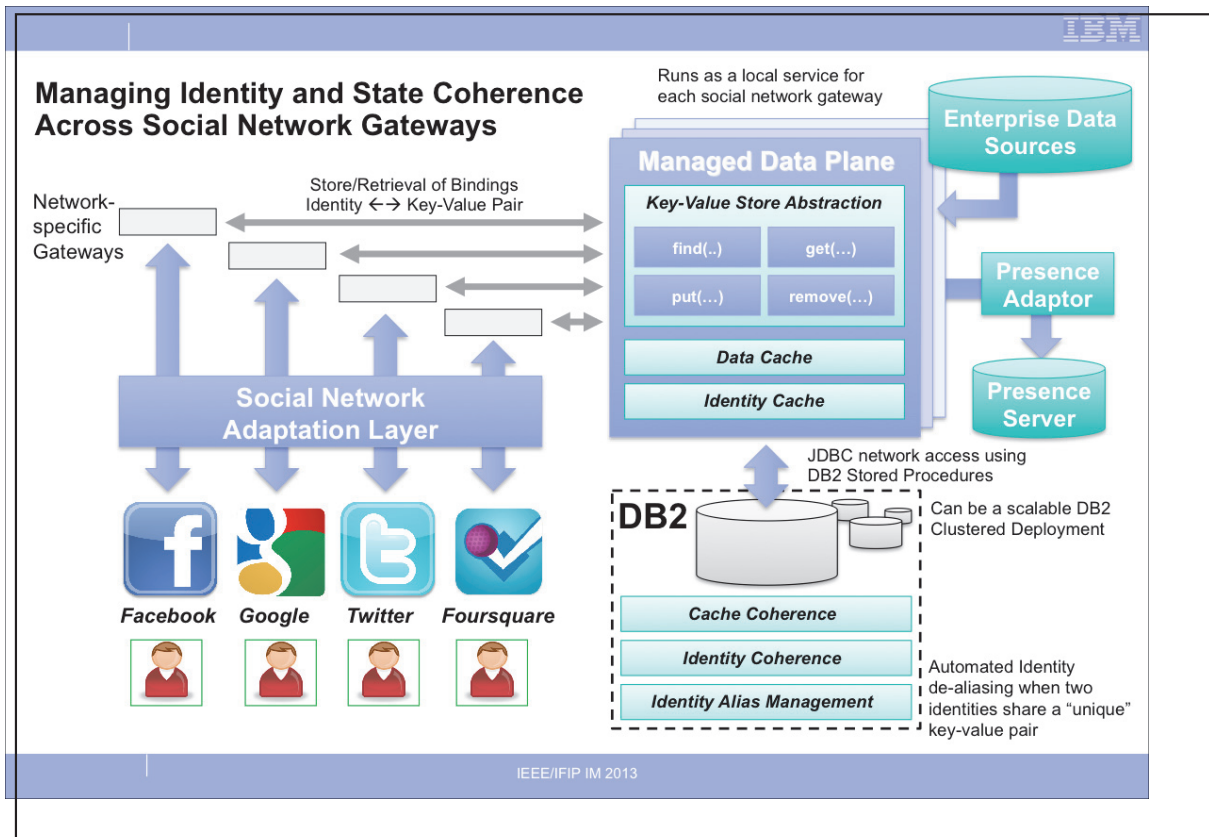 IBM
Managing Identity and State Coherence
Across Social Network Gateways
Runs as a local service for
each social network gateway
Enterprise Data
Sources
Managed Data Plane
Network-
specific
Gateways
Store/Retrieval of Bindings
Identity ←→ Key-Value Pair
Key-Value Store Abstraction
find(..)
get(…)
put(…)
remove(…)
Presence
Adaptor
Data Cache
Identity Cache
Presence
Server
Social Network
Adaptation Layer
JDBC network access using
DB2 Stored Procedures
DB2
Can be a scalable DB2
Clustered Deployment
f
g
t
Facebook
Google
Twitter
Foursquare
Cache Coherence
Identity Coherence
Identity Alias Management
Automated Identity
de-aliasing when two
identities share a “unique”
key-value pair
IEEE/IFIP IM 2013